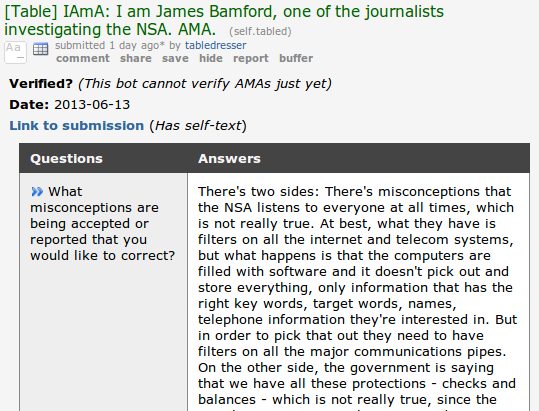 [Table] IAmA: I am James Bamford, one of the journalists
investigating the NSA. AMA. (self.tabled)
Aa
submitted 1 day ago* by tabledresser
comment share save hide report buffer
Verified? (This bot cannot verify AMAs just yet)
Date: 2013-06-13
Link to submission (Has self-text)
Questions
Answers
What
misconceptions are
being accepted or
reported that you
would like to correct?
There's two sides: There's misconceptions that
the NSA listens to everyone at all times, which
is not really true. At best, what they have is
filters on all the internet and telecom systems,
but what happens is that the computers are
filled with software and it doesn't pick out and
store everything, only information that has the
right key words, target words, names,
telephone information they're interested in. But
in order to pick that out they need to have
filters on all the major communications pipes.
On the other side, the government is saying
that we have all these protections - checks and
balances - which is not really true, since the